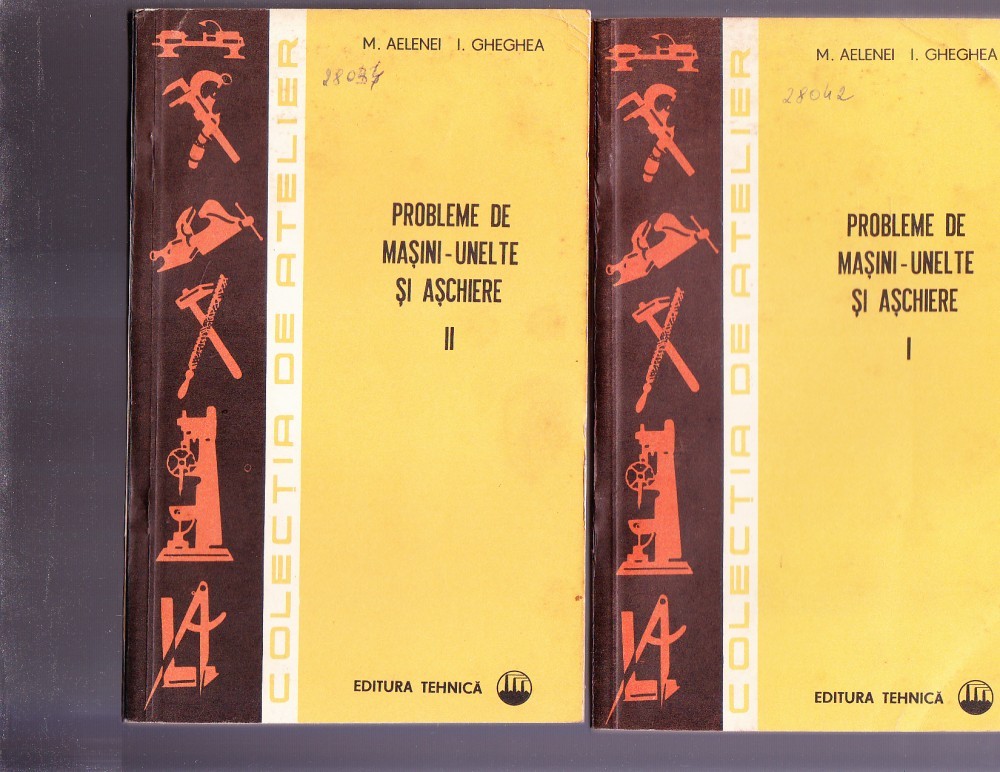 M. AELENEI I. GHEGHEA
PROBLEME DE
MAȘINI-UNELTE
ȘI AȘCHIERE
II
EDITURA TEHNICĂ
COLECȚIA DE ATELIER
M. AELENEI I. GHEGHEA
28042
PROBLEME DE
MAȘINI-UNELTE
ȘI AȘCHIERE
I
EDITURA TEHNICĂ
COLECȚIA DE ATELIER